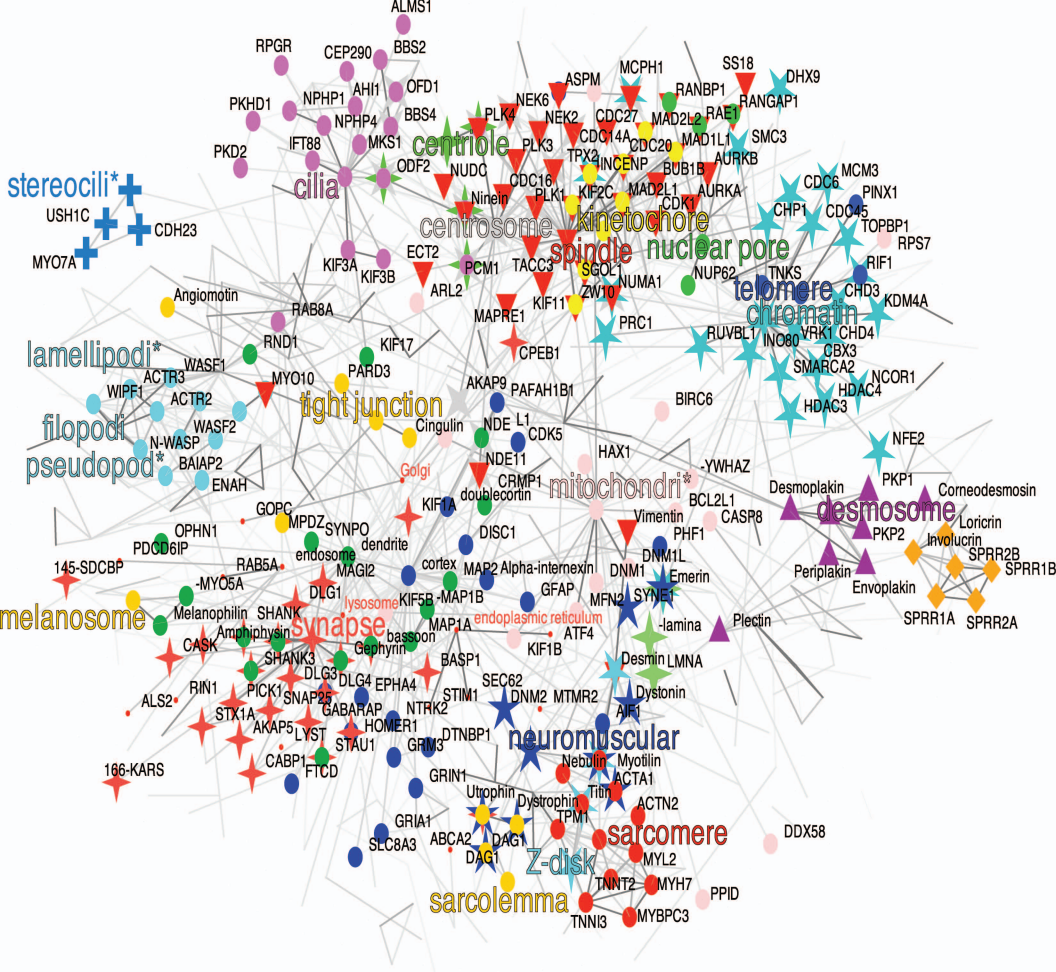 ALMS1
RPGR
CEP290
BBS2
AHI1
OFD1
NPHP1
PKHD1
BBS4
NPHP4
IFT88
MKS1
PKD2
ODF2
cilia
KIF3A
KIF3B
stereocili*
USH1C
CDH23
MYO7A
ASPM
MCPH1
SS18
DHX9
RANBP1
RANGAP1
NEK6
PLK4
CDC27
MAD2L2
RAE1
NEK2
CDC14A
MAD1L1
SMC3
centriole
PLK3
CDC20
TPX2
INCENP
BUB1B
AURKB
NUDC
CDC16
PLK1
KIF2C
MAD2L1
AURKA
Ninein
CDK1
CDC6
MCM3
PINX1
centrosome
kinetochore
CHP1
CDC45
TOPBP1
spindle
nuclear pore
RPS7
ECT2
PCM1
TACC3
SGOL1
NUP62
TNKS
RIF1
ARL2
ZW10
NUMA1
telomere
CHD3
MAPRE1
KIF11
chromatin
KDM4A
PRC1
RUVBL1
VRK1
CHD4
INO80
CBX3
CPEB1
SMARCA2
NCOR1
HDAC4
HDAC3
Angiomotin
RAB8A
RND1
KIF17
lamellipodi*
WASF1
PARD3
ACTR3
MYO10
WIPF1
ACTR2
AKAP9
PAFAH1B1
BIRC6
tight junction
filopodi
WASF2
Cingulin
NDE
L1
CDK5
N-WASP
NFE2
pseudopod*
BAIAP2
Golgi
NDE11
HAX1
-YWHAZ
ENAH
CRMP1
mitochondri*
PKP1
doublecortin
Desmoplakin
Corneodesmosin
KIF1A
BCL2L1
desmosome
GOPC
MPDZ
SYNPO
Vimentin
CASP8
Loricrin
OPHN1
DISC1
PHF1
PKP2
Involucrin
PDCD6IP
dendrite
endosome
DNM1L
SPRR2B
145-SDCBP
RAB5A
MAGI2
cortex
MAP2
Alpha-internexin
DNM1
Emerin
Periplakin
SPRR1B
-MYO5A
DLG1
KIF5B
-MAP1B
GFAP
MFN2
SYNE1
Envoplakin
melanosome
Melanophilin
SHANK
lysosome
endoplasmic reticulum
SPRR1A
SPRR2A
Amphiphysin
synapse
bassoon
MAP1A
ATF4
-lamina
Plectin
CASK
Gephyrin
KIF1B
SHANK3
BASP1
Desmin
LMNA
DLG3
SEC62
ALS2
RIN1
PICK1
DLG4
EPHA4
STIM1
DNM2
MTMR2
Dystonin
SNAP25
STX1A
GABARAP
NTRK2
AIF1
AKAP5
HOMER1
DTNBP1
neuromuscular
LYST
STAU1
GRM3
Nebulin
Myotilin
166-KARS
CABP1
FTCD
GRIN1
ACTA1
Utrophin
Dystrophin
Titin
ACTN2
GRIA1
TPM1
sarcomere
DDX58
SLC8A3
ABCA2
DAG1
DAG1
Z-disk
MYL2
TNNT2
MYH7
PPID
sarcolemma
TNNI3
MYBPC3